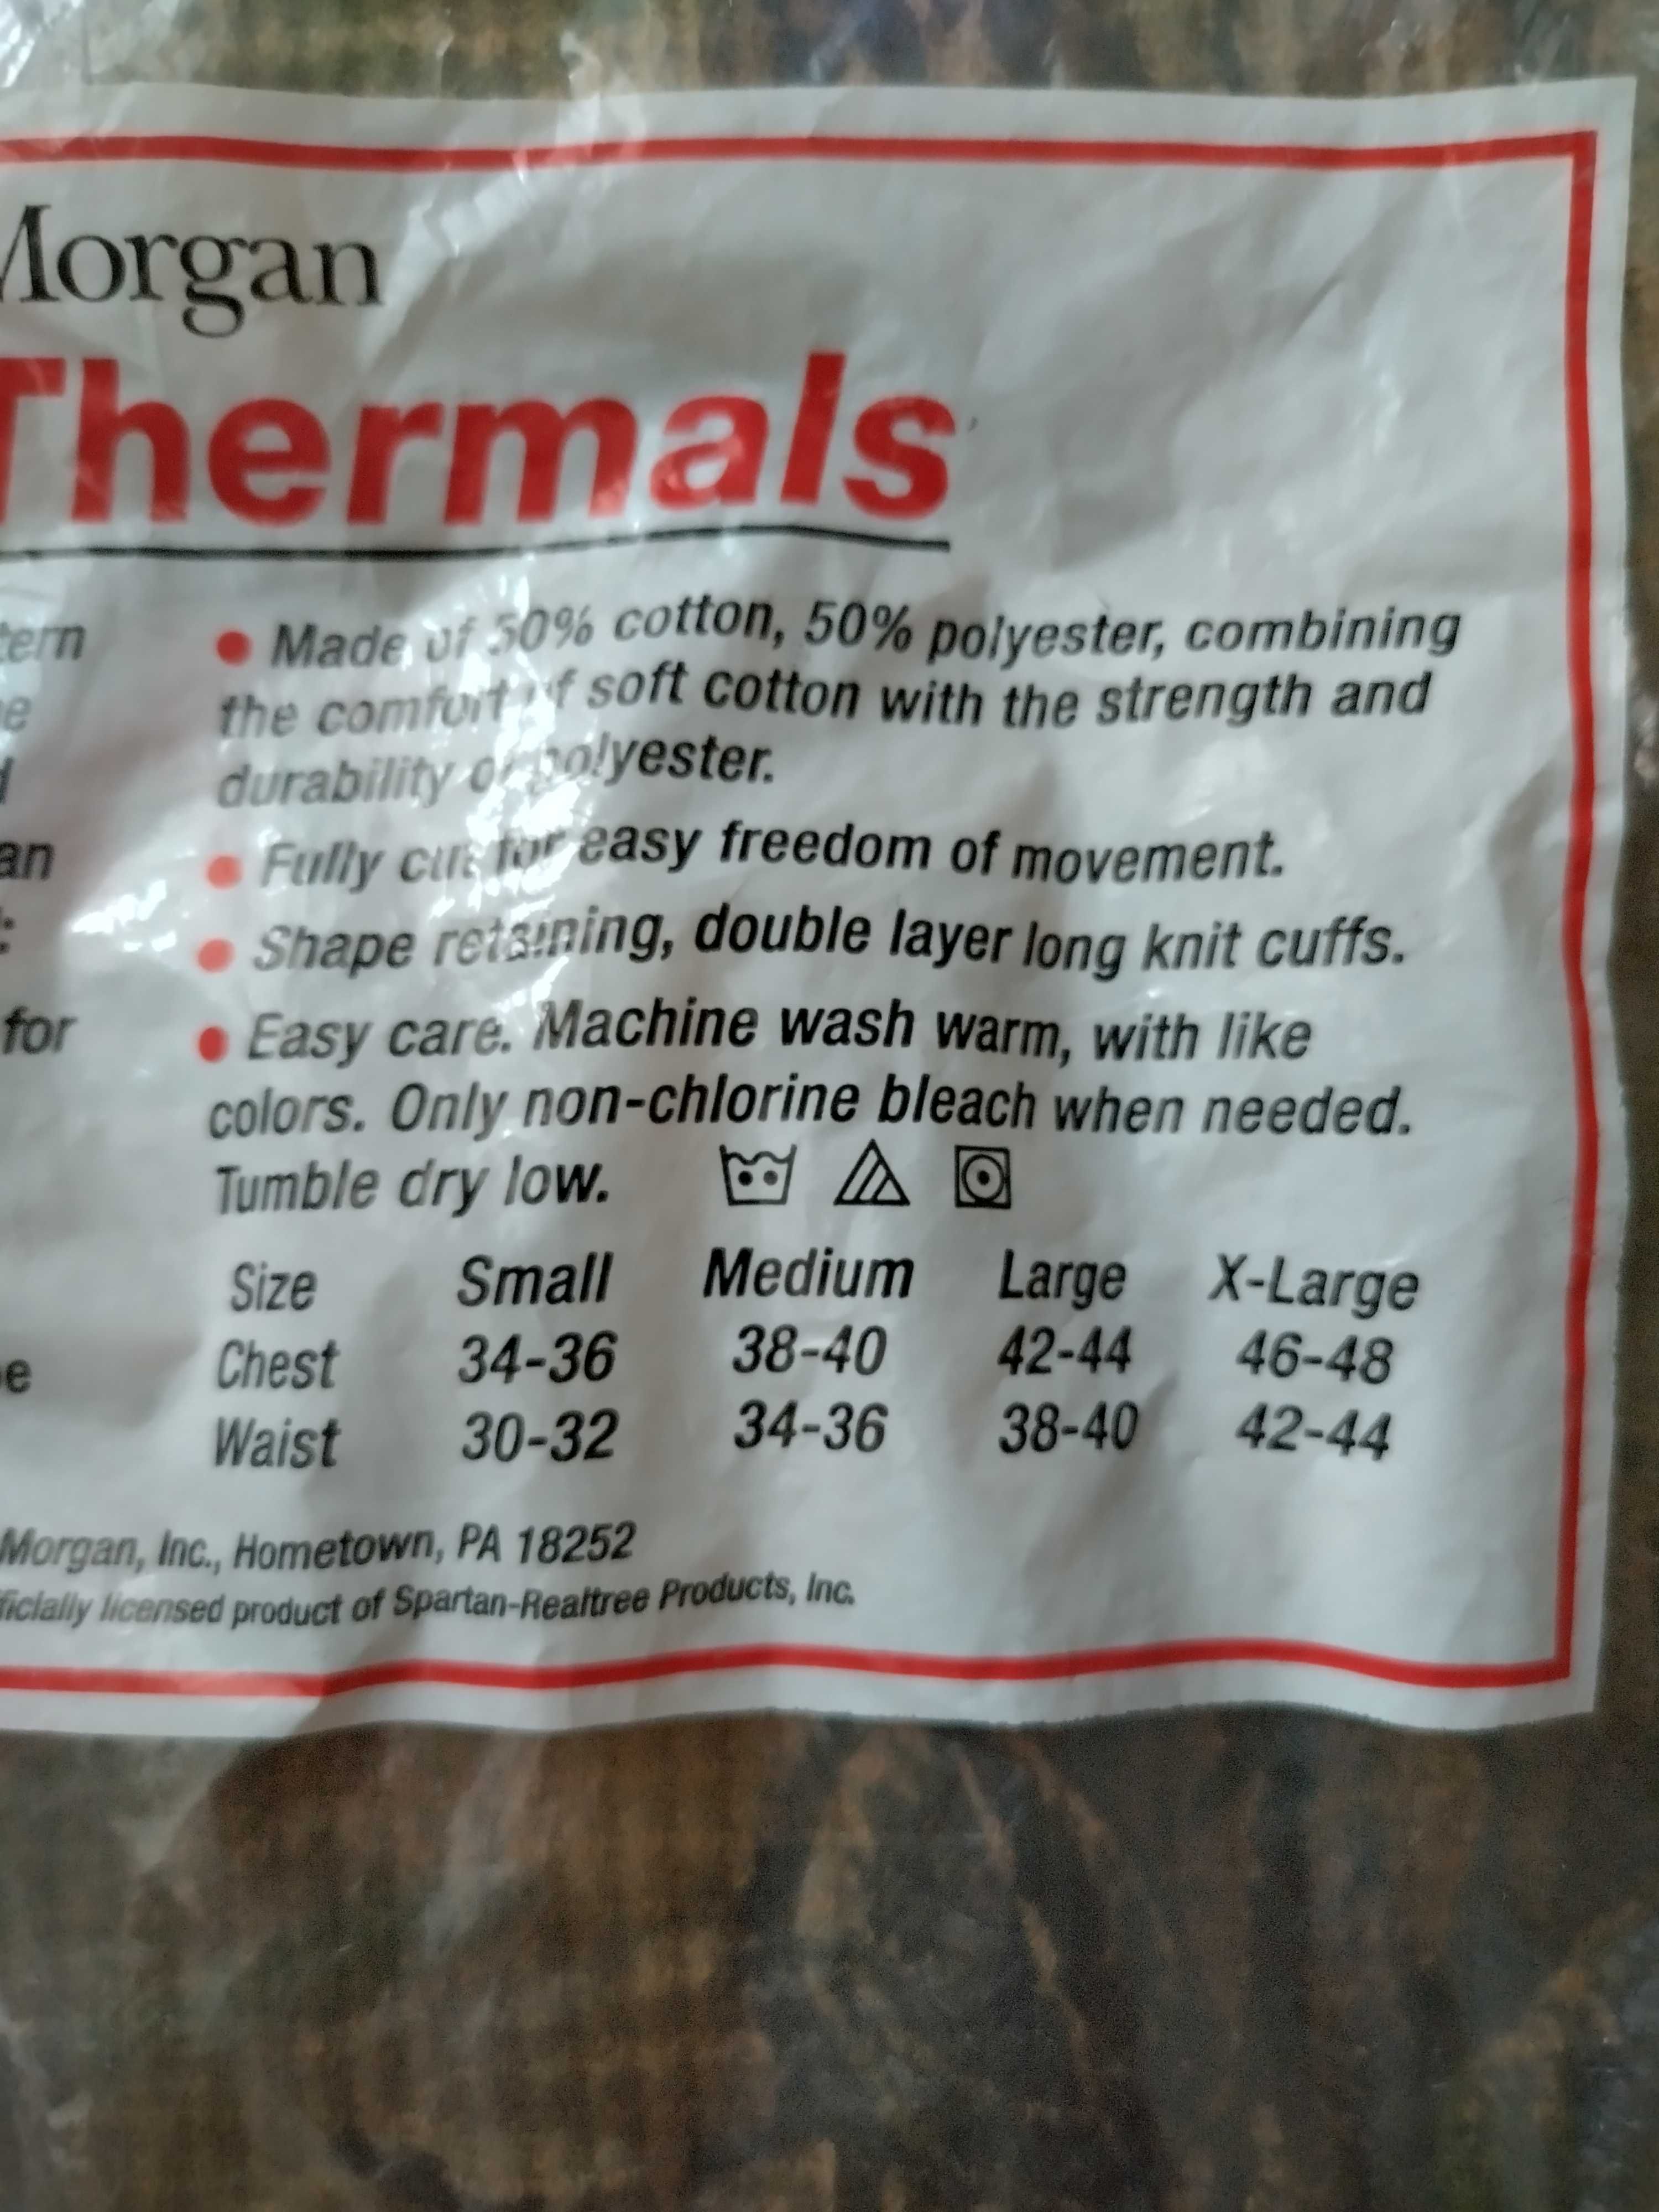 Morgan
Thermals
• Made of 50% cotton, 50% polyester, combining
the comfort of soft cotton with the strength and
durability of polyester.
• Fully cut for easy freedom of movement.
an
• Shape retaining, double layer long knit cuffs.
for
• Easy care. Machine wash warm, with like
colors. Only non-chlorine bleach when needed.
Tumble dry low.
Size Small Medium Large X-Large
Chest 34-36 38-40 42-44 46-48
Waist 30-32 34-36 38-40 42-44
Morgan, Inc., Hometown, PA 18252
ficially licensed product of Spartan-Realtree Products, Inc.